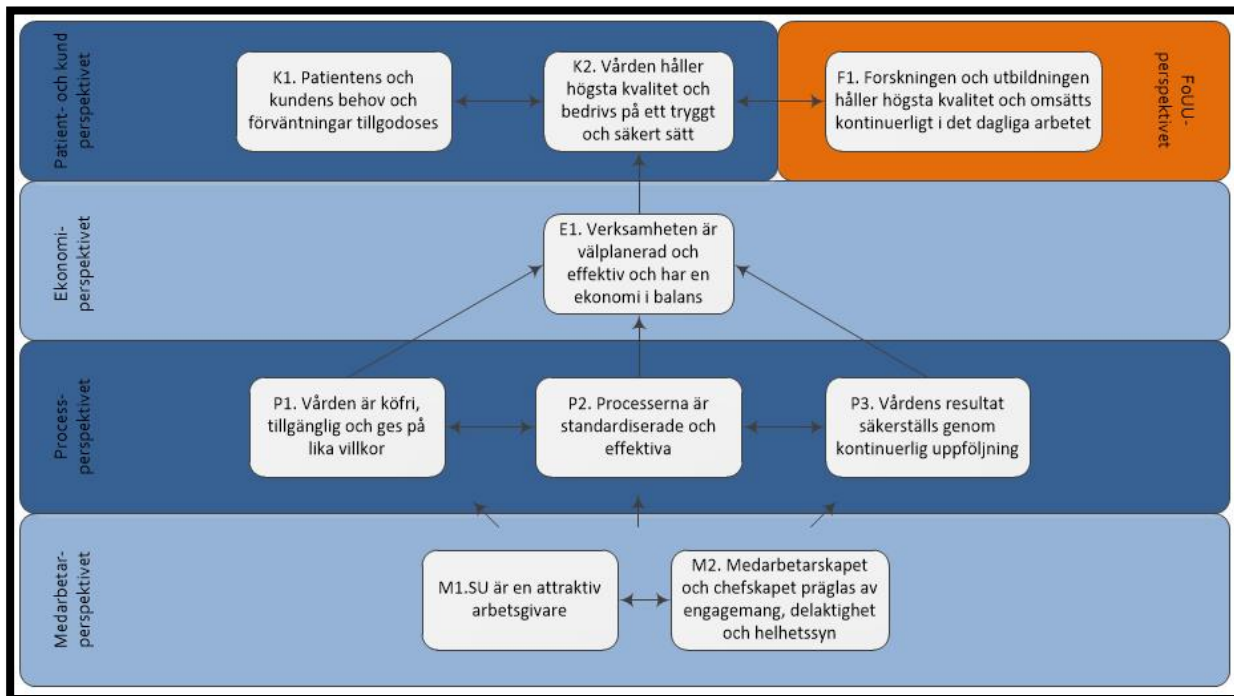 Patient- och kund
perspektivet
K1. Patientens och
kundens behov och
förväntningar tillgodoses
K2. Vården håller
högsta kvalitet och
bedrivs på ett tryggt
och säkert sätt
F1. Forskningen och utbildningen
håller högsta kvalitet och omsätts
kontinuerligt i det dagliga arbetet
FoUU-
perspektivet
Ekonomi-
perspektivet
E1. Verksamheten är
välplanerad och
effektiv och har en
ekonomi i balans
Process-
perspektivet
P1. Vården är köfri,
tillgänglig och ges på
lika villkor
P2. Processerna är
standardiserade och
effektiva
P3. Vårdens resultat
säkerställs genom
kontinuerlig uppföljning
Medarbetar-
perspektivet
M1.SU är en attraktiv
arbetsgivare
M2. Medarbetarskapet
och chefskapet präglas av
engagemang, delaktighet
och helhetssyn